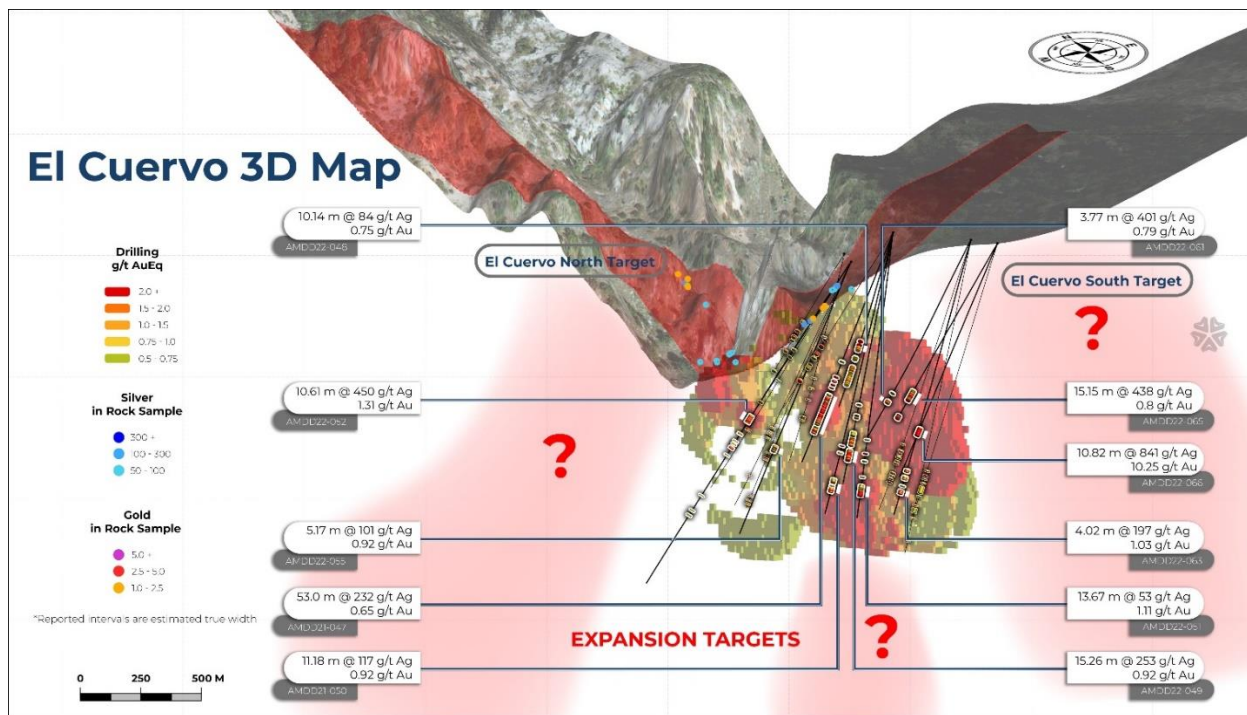 El Cuervo 3D Map
Drilling
g/t AuEq
2.0 +
1.5 - 2.0
1.0 - 1.5
0.75 - 1.0
0.5 - 0.75
Silver
in Rock Sample
300 +
100 - 300
50 - 100
Gold
in Rock Sample
5.0 +
2.5 - 5.0
1.0 - 2.5
*Reported intervals are estimated true width
0 250 500 M
10.14 m @ 84 g/t Ag
0.75 g/t Au
AMDD22-048
10.61 m @ 450 g/t Ag
1.31 g/t Au
AMDD22-052
5.17 m @ 101 g/t Ag
0.92 g/t Au
AMDD22-055
53.0 m @ 232 g/t Ag
0.65 g/t Au
AMDD21-047
11.18 m @ 117 g/t Ag
0.92 g/t Au
AMDD21-050
El Cuervo North Target
?
EXPANSION TARGETS
?
El Cuervo South Target
?
3.77 m @ 401 g/t Ag
0.79 g/t Au
AMDD22-061
15.15 m @ 438 g/t Ag
0.8 g/t Au
AMDD22-065
10.82 m @ 841 g/t Ag
10.25 g/t Au
AMDD22-066
4.02 m @ 197 g/t Ag
1.03 g/t Au
AMDD22-063
13.67 m @ 53 g/t Ag
1.11 g/t Au
AMDD22-051
15.26 m @ 253 g/t Ag
0.92 g/t Au
AMDD22-049